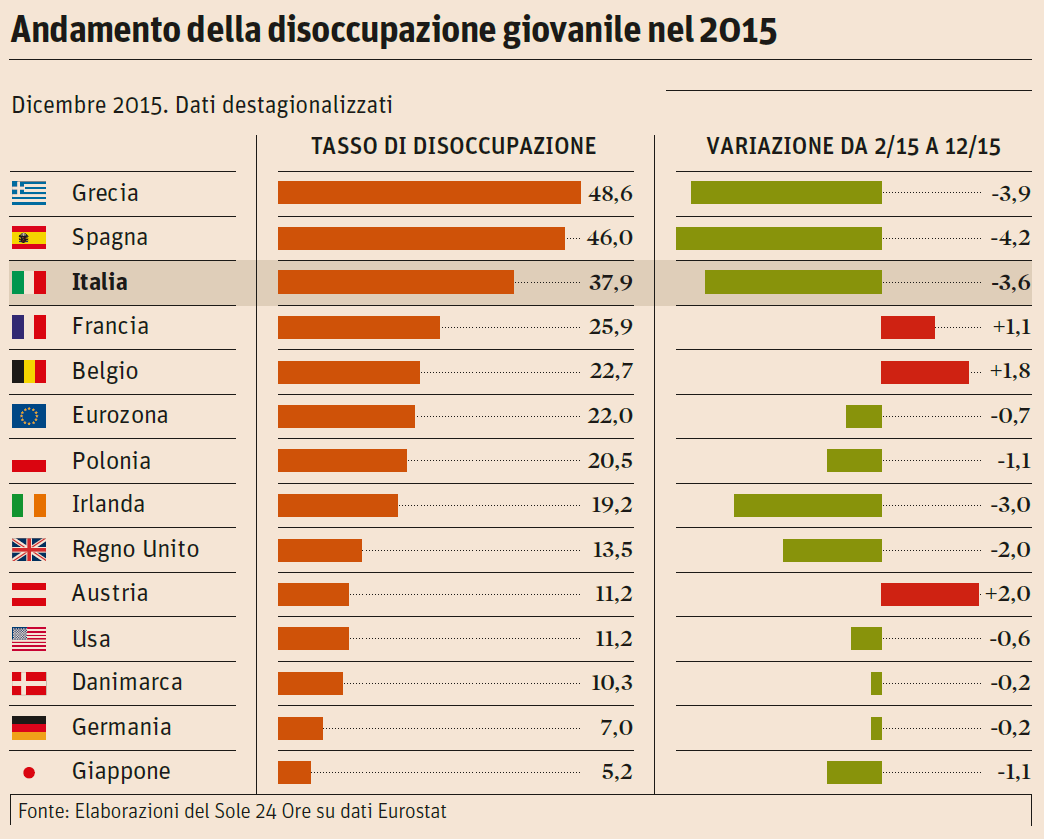 Andamento della disoccupazione giovanile nel 2015
Dicembre 2015. Dati destagionalizzati
TASSO DI DISOCCUPAZIONE VARIAZIONE DA 2/15 A 12/15
Grecia 48,6 -3,9
Spagna 46,0 -4,2
Italia 37,9 -3,6
Francia 25,9 +1,1
Belgio 22,7 +1,8
Eurozona 22,0 -0,7
Polonia 20,5 -1,1
Irlanda 19,2 -3,0
Regno Unito 13,5 -2,0
Austria 11,2 +2,0
Usa 11,2 -0,6
Danimarca 10,3 -0,2
Germania 7,0 -0,2
Giappone 5,2 -1,1
Fonte: Elaborazioni del Sole 24 Ore su dati Eurostat